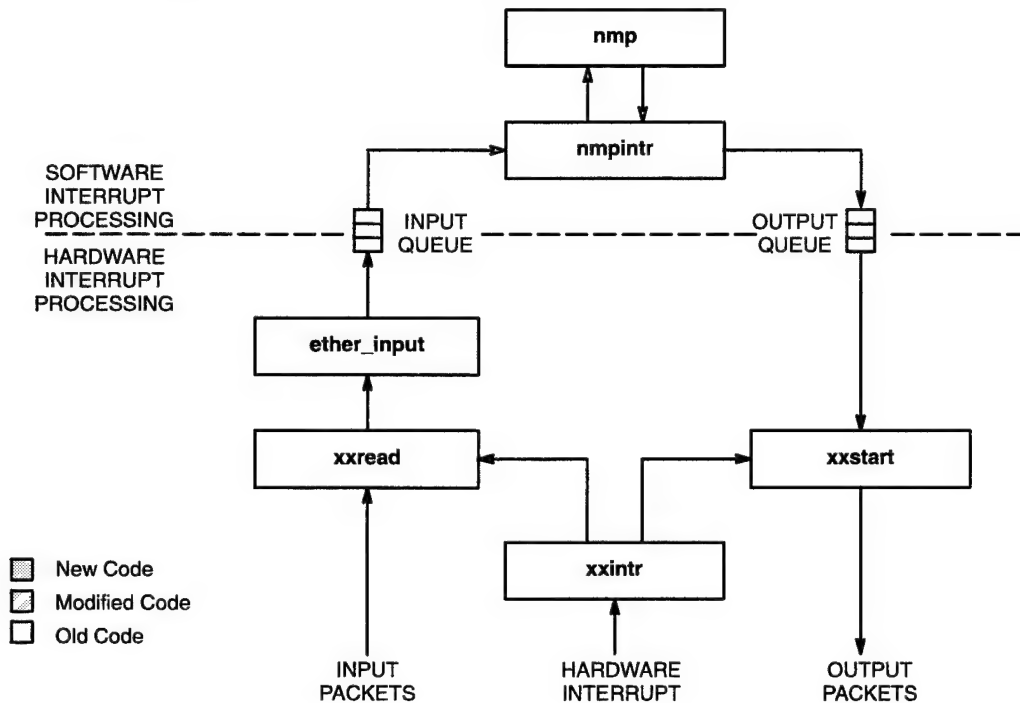 nmp
nmpintr
SOFTWARE
INTERRUPT
PROCESSING
INPUT
QUEUE
OUTPUT
QUEUE
HARDWARE
INTERRUPT
PROCESSING
ether_input
xxread
xxstart
xxintr
New Code
Modified Code
Old Code
INPUT
PACKETS
HARDWARE
INTERRUPT
OUTPUT
PACKETS